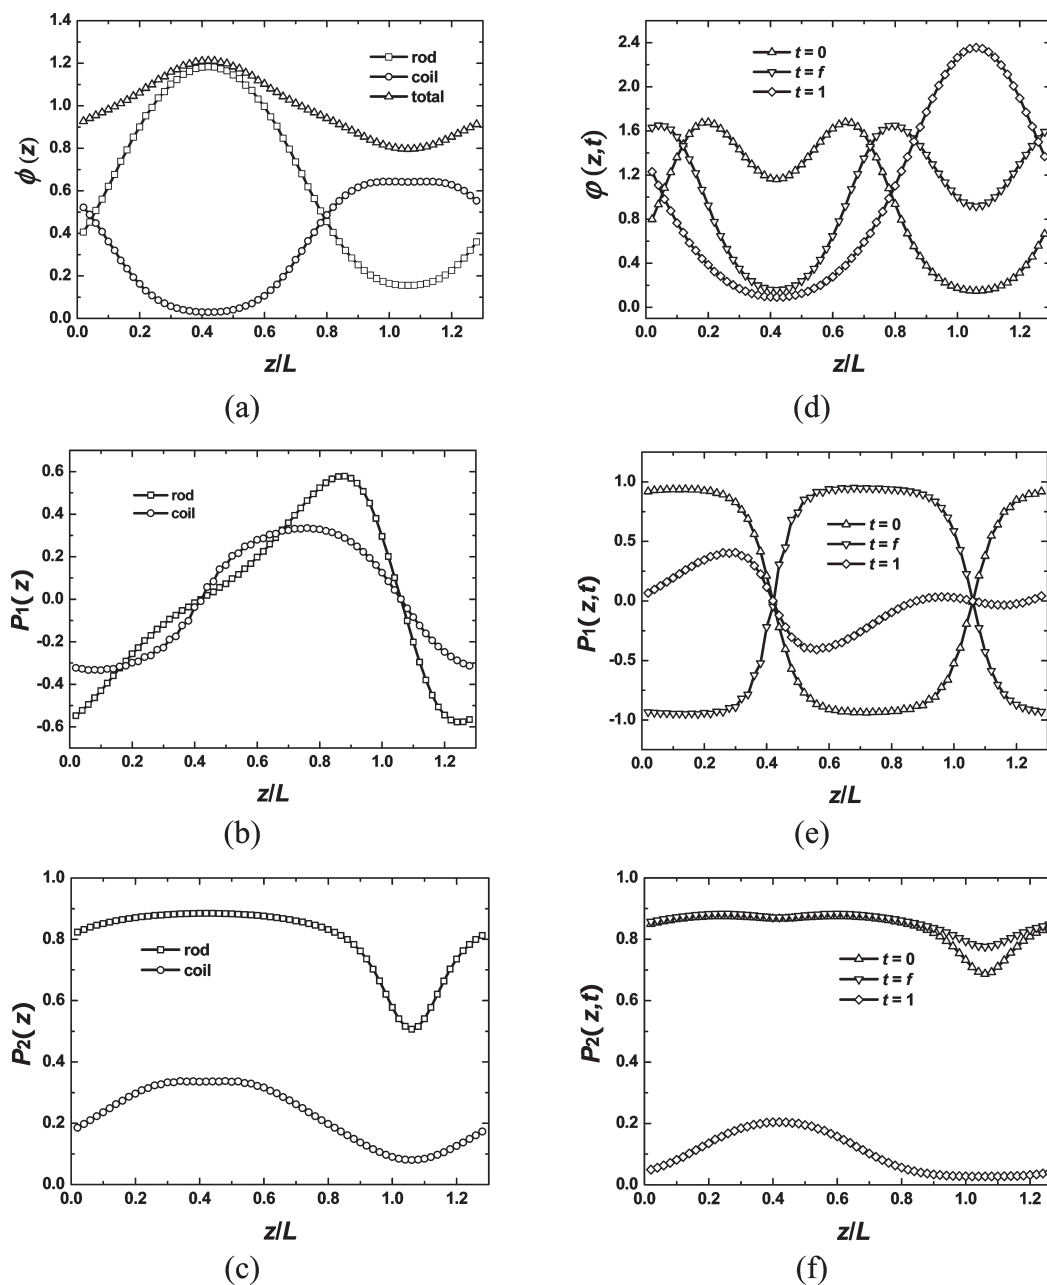 1.4
1.2
1.0
0.8
0.6
0.4
0.2
0.0
ϕ(z)
rod
coil
total
0.0 0.2 0.4 0.6 0.8 1.0 1.2
z/L
(a)
2.4
2.0
1.6
1.2
0.8
0.4
0.0
φ(z,t)
t = 0
t = f
t = 1
0.0 0.2 0.4 0.6 0.8 1.0 1.2
z/L
(d)
0.6
0.4
0.2
0.0
-0.2
-0.4
-0.6
P1(z)
rod
coil
0.0 0.2 0.4 0.6 0.8 1.0 1.2
z/L
(b)
1.0
0.5
0.0
-0.5
-1.0
P1(z,t)
t = 0
t = f
t = 1
0.0 0.2 0.4 0.6 0.8 1.0 1.2
z/L
(e)
1.0
0.8
0.6
0.4
0.2
0.0
P2(z)
rod
coil
0.0 0.2 0.4 0.6 0.8 1.0 1.2
z/L
(c)
1.0
0.8
0.6
0.4
0.2
0.0
P2(z,t)
t = 0
t = f
t = 1
0.0 0.2 0.4 0.6 0.8 1.0 1.2
z/L
(f)